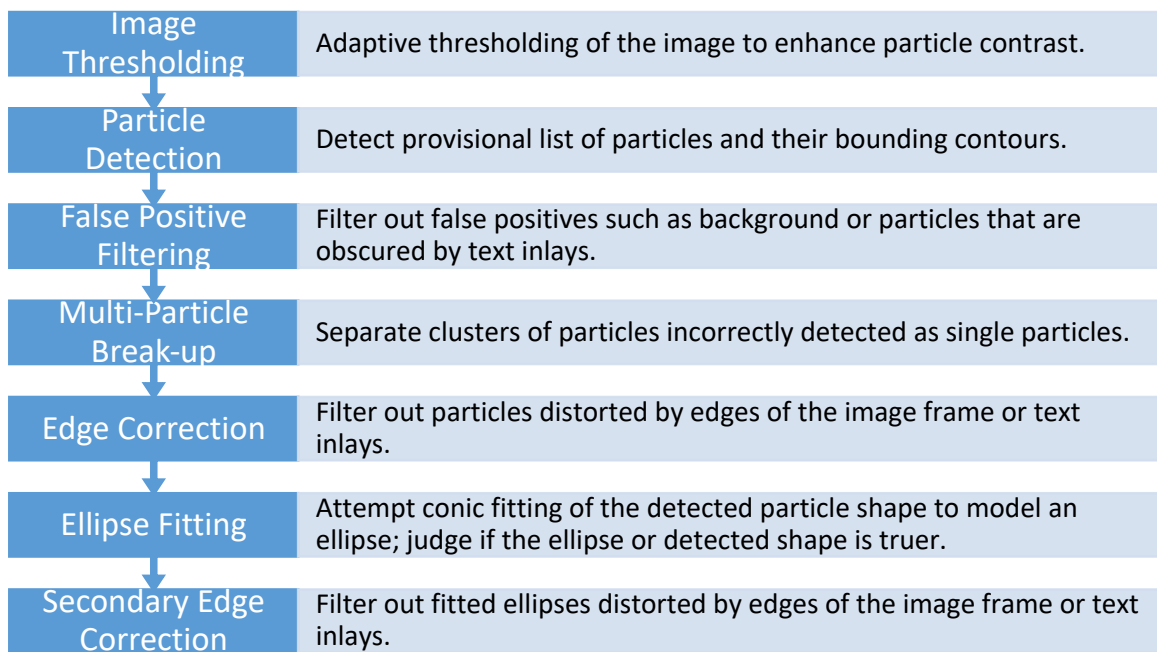 Image
Thresholding
Adaptive thresholding of the image to enhance particle contrast.
Particle
Detection
Detect provisional list of particles and their bounding contours.
False Positive
Filtering
Filter out false positives such as background or particles that are
obscured by text inlays.
Multi-Particle
Break-up
Separate clusters of particles incorrectly detected as single particles.
Edge Correction
Filter out particles distorted by edges of the image frame or text
inlays.
Ellipse Fitting
Attempt conic fitting of the detected particle shape to model an
ellipse; judge if the ellipse or detected shape is truer.
Secondary Edge
Correction
Filter out fitted ellipses distorted by edges of the image frame or text
inlays.